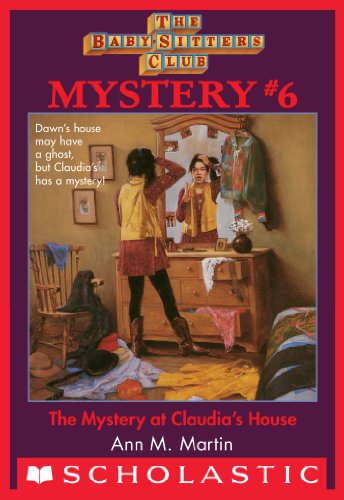 THE
BABY-SITTERS
CLUB
MYSTERY #6
Dawn's house
may have
a ghost,
but Claudia's
has a mystery!
The Mystery at Claudia's House
Ann M. Martin
SCHOLASTIC